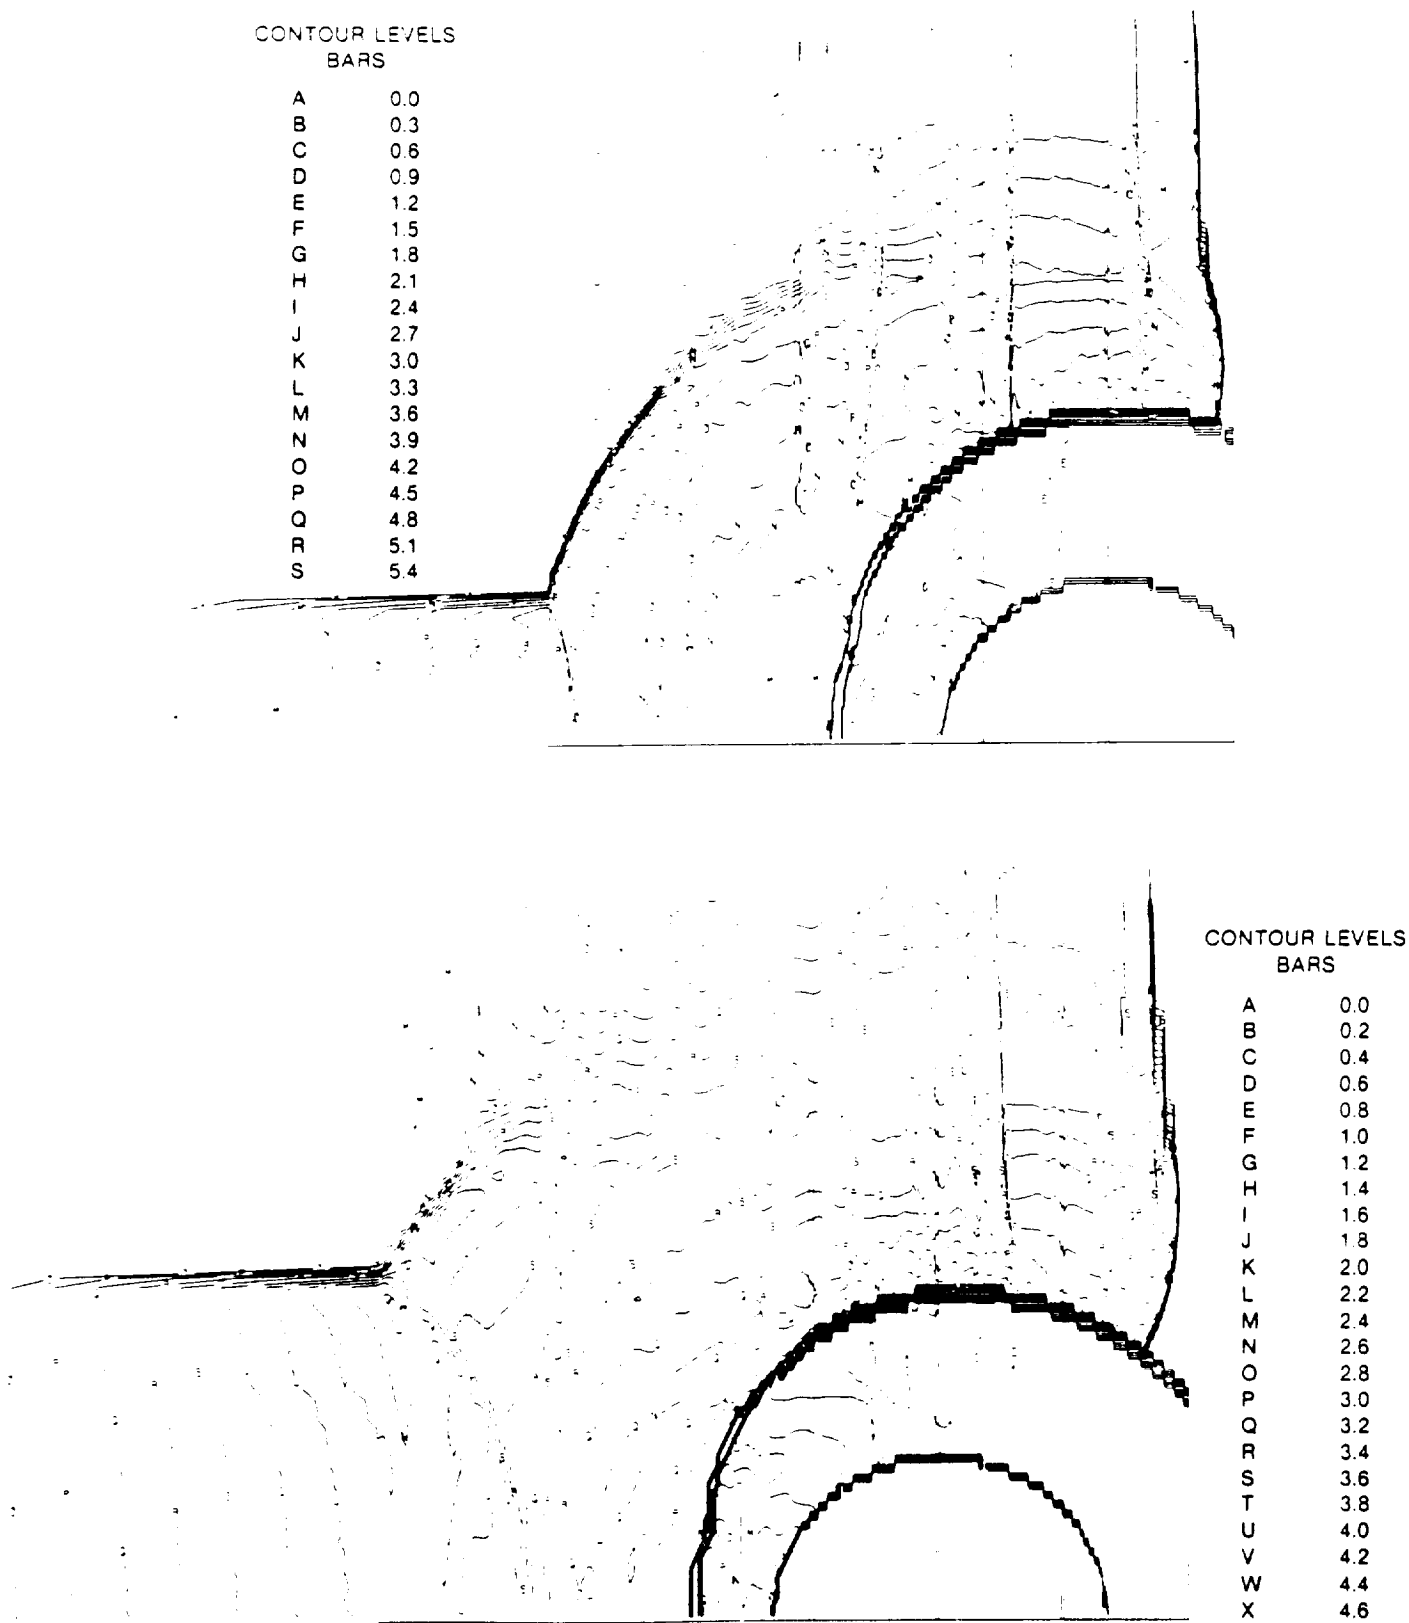 CONTOUR LEVELS
BARS
A 0.0
B 0.3
C 0.6
D 0.9
E 1.2
F 1.5
G 1.8
H 2.1
I 2.4
J 2.7
K 3.0
L 3.3
M 3.6
N 3.9
O 4.2
P 4.5
Q 4.8
R 5.1
S 5.4
CONTOUR LEVELS
BARS
A 0.0
B 0.2
C 0.4
D 0.6
E 0.8
F 1.0
G 1.2
H 1.4
I 1.6
J 1.8
K 2.0
L 2.2
M 2.4
N 2.6
O 2.8
P 3.0
Q 3.2
R 3.4
S 3.6
T 3.8
U 4.0
V 4.2
W 4.4
X 4.6